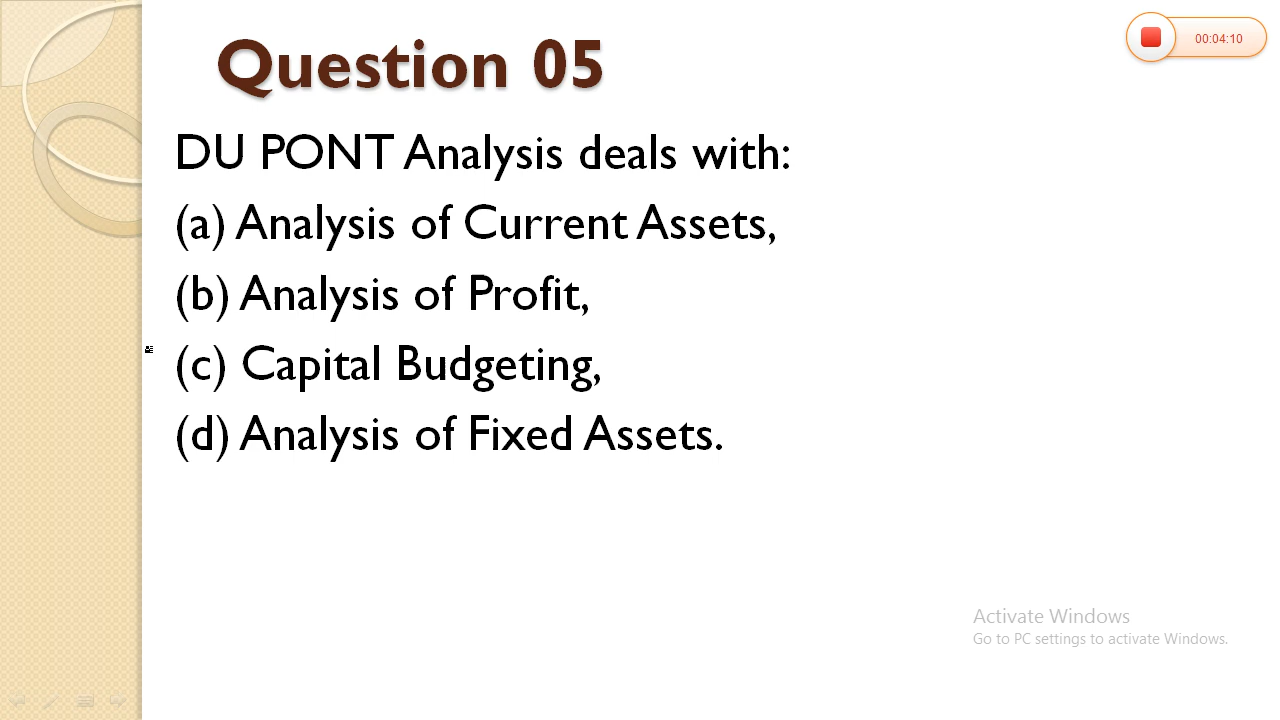 Question 05
00:04:10
DU PONT Analysis deals with:
(a) Analysis of Current Assets,
(b) Analysis of Profit,
(c) Capital Budgeting,
(d) Analysis of Fixed Assets.
Activate Windows
Go to PC settings to activate Windows.